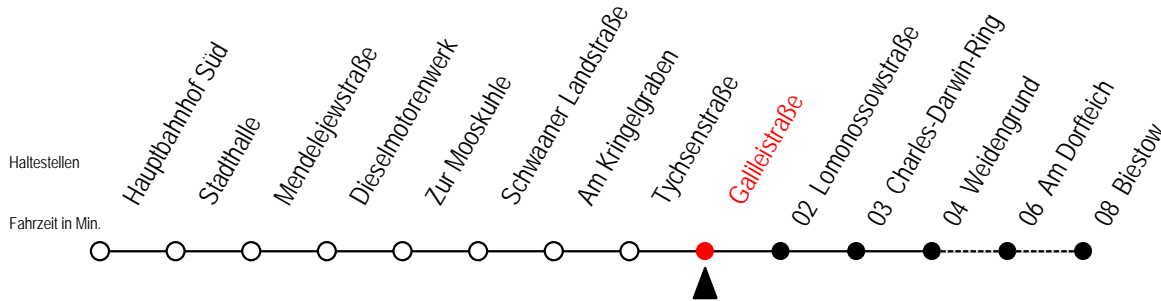 Haltestellen
Fahrzeit in Min.
Hauptbahnhof Süd
Stadthalle
Mendelejewstraße
Dieselmotorenwerk
Zur Mooskuhle
Schwaaner Landstraße
Am Kringelgraben
Tychsenstraße
Galileistraße
02 Lomonossowstraße
03 Charles-Darwin-Ring
04 Weidengrund
06 Am Dorfteich
08 Biestow